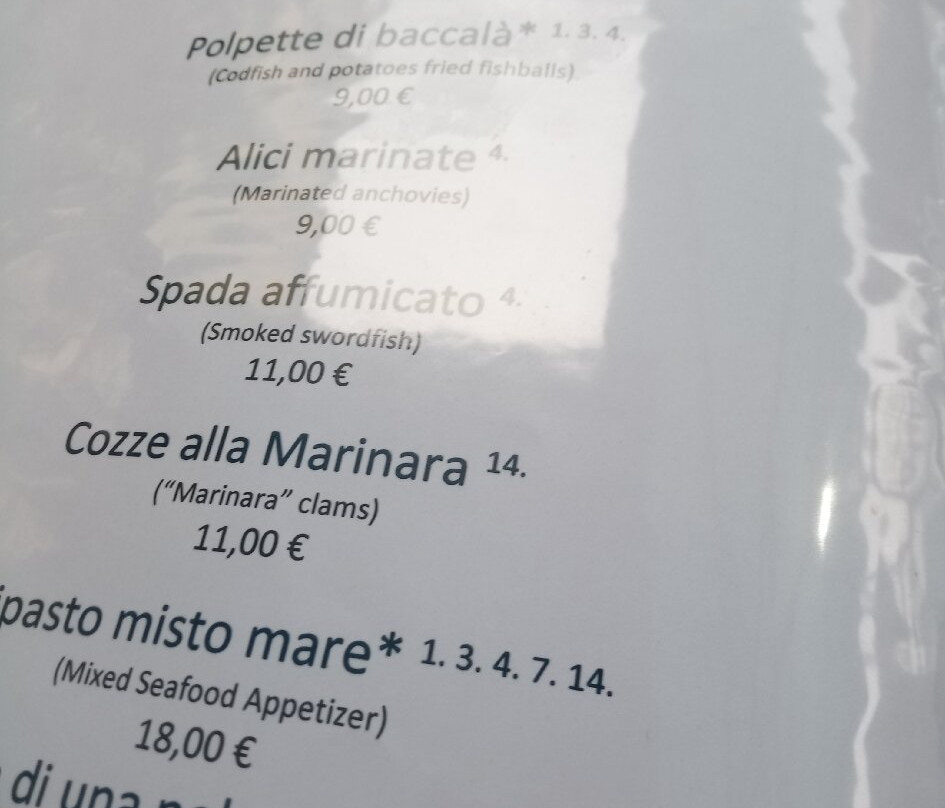 Polpette di baccalà* 1. 3. 4.
(Codfish and potatoes fried fishballs)
9,00 €
Alici marinate 4.
(Marinated anchovies)
9,00 €
Spada affumicato 4.
(Smoked swordfish)
11,00 €
Cozze alla Marinara 14.
("Marinara" clams)
11,00 €
ipasto misto mare* 1. 3. 4. 7. 14.
(Mixed Seafood Appetizer)
18,00 €
di una